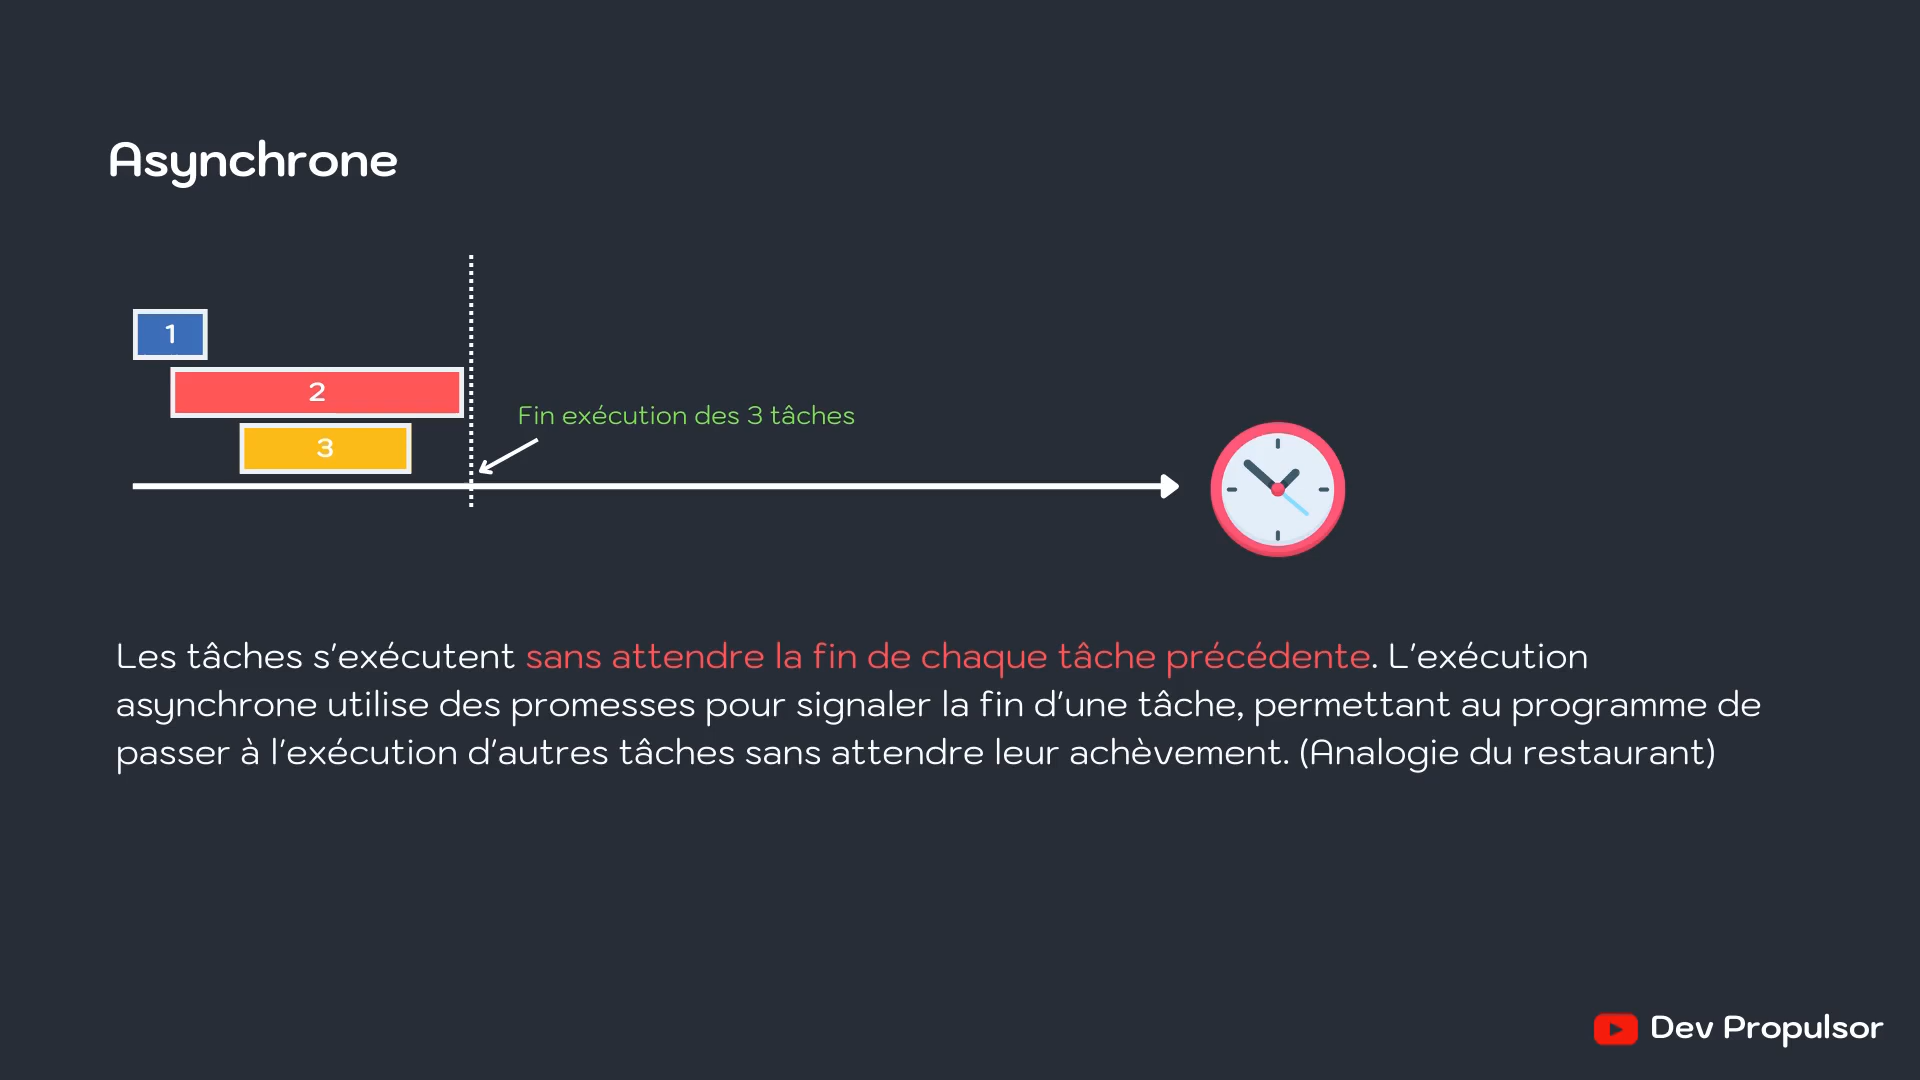 Asynchrone
1
2
3
Fin exécution des 3 tâches
Les tâches s'exécutent sans attendre la fin de chaque tâche précédente. L'exécution
asynchrone utilise des promesses pour signaler la fin d'une tâche, permettant au programme de
passer à l'exécution d'autres tâches sans attendre leur achèvement. (Analogie du restaurant)
Dev Propulsor